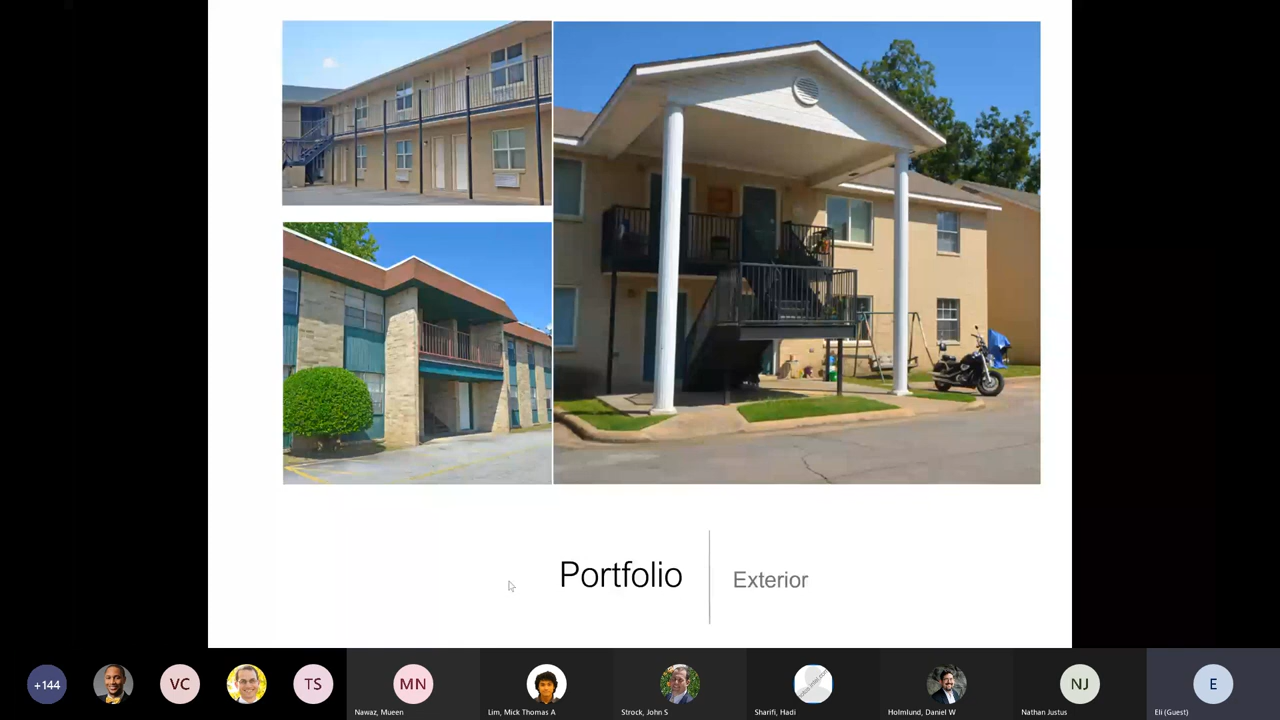 Portfolio
Exterior
+144
VC
TS
MN
Nawaz, Mueen
Lim, Mick Thomas A
Strock, John S
Sharifi, Hadi
Holmlund, Daniel W
NJ
Nathan Justus
E
Eli (Guest)